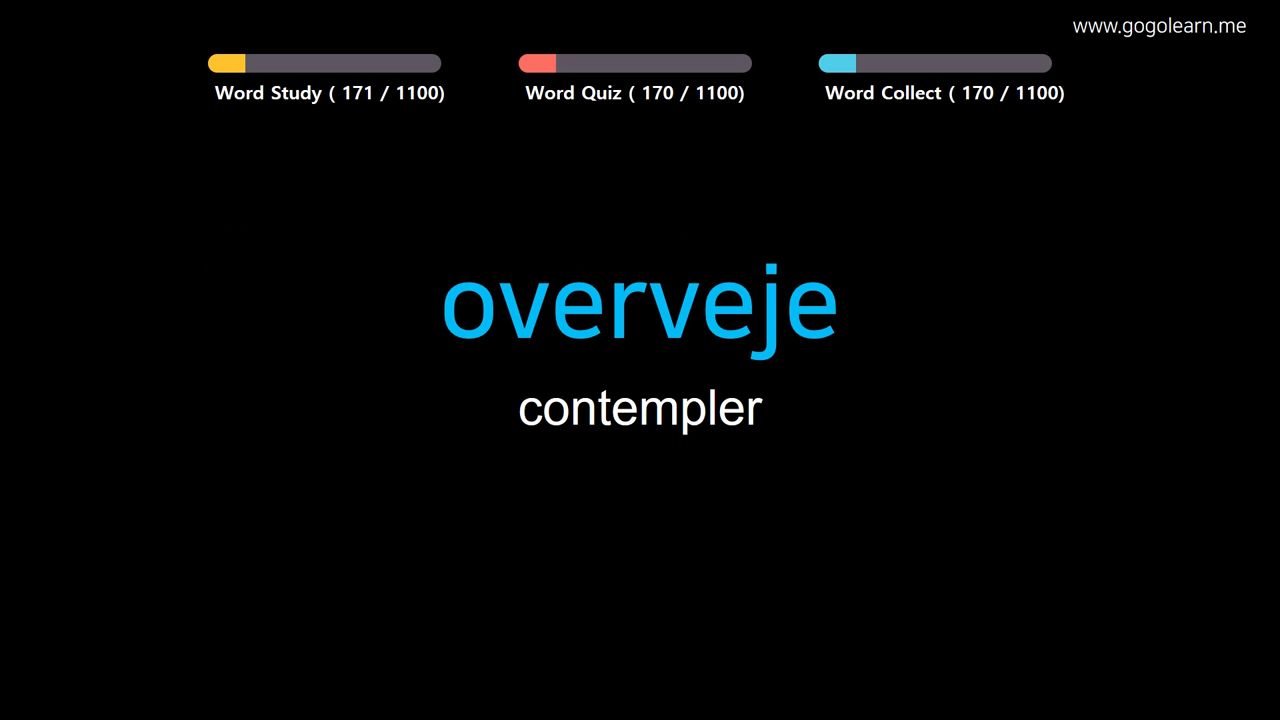 www.gogolearn.me
Word Study ( 171 / 1100)
Word Quiz ( 170 / 1100)
Word Collect ( 170 / 1100)
overveje
contempler